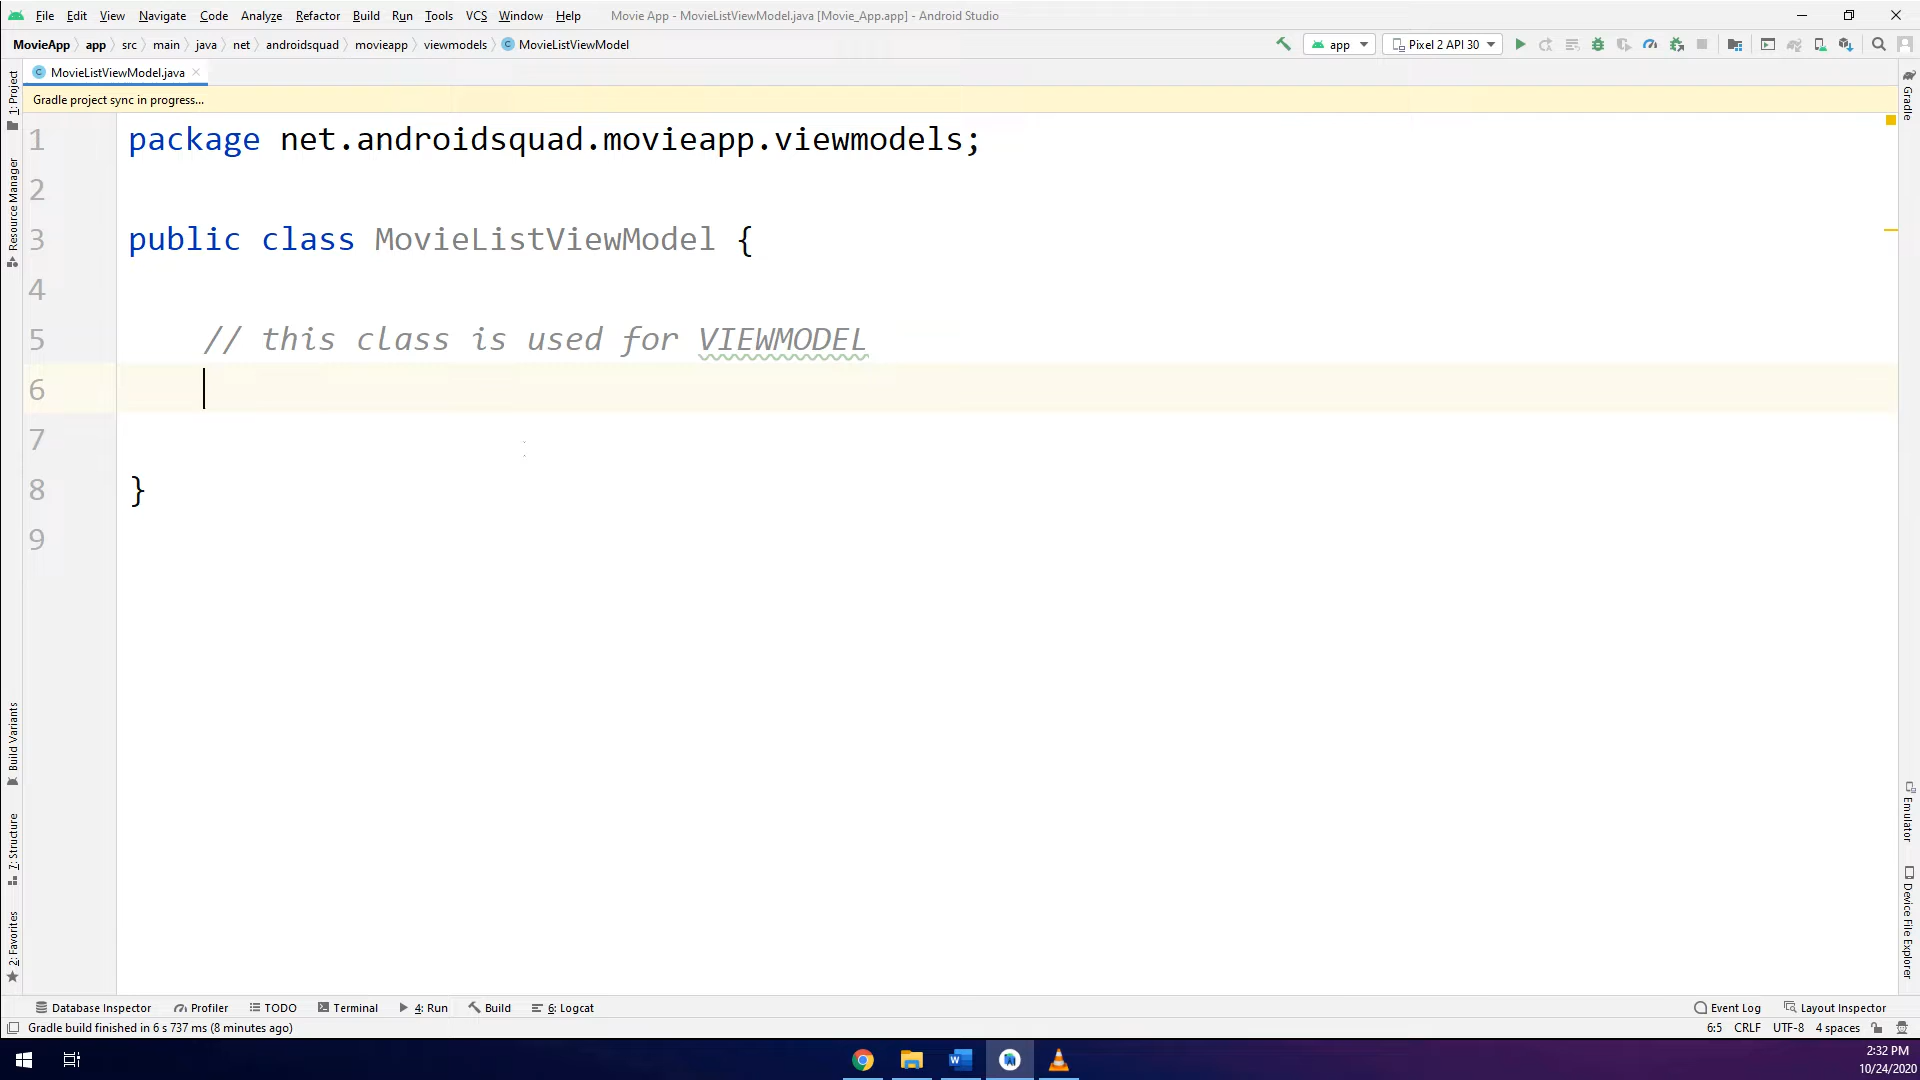 File Edit View Navigate Code Analyze Refactor Build Run Tools VCS Window Help Movie App - MovieListViewModel.java [Movie_App.app] - Android Studio
MovieApp app src main java net androidsquad movieapp viewmodels MovieListViewModel app Pixel 2 API 30
MovieListViewModel.java
Gradle project sync in progress...
1: Project
Resource Manager
Build Variants
7: Structure
2: Favorites
1 package net.androidsquad.movieapp.viewmodels;
2
3 public class MovieListViewModel {
4
5 // this class is used for VIEWMODEL
6
7
8 }
9
Gradle
Emulator
Device File Explorer
Database Inspector Profiler TODO Terminal 4: Run Build 6: Logcat Event Log Layout Inspector
Gradle build finished in 6 s 737 ms (8 minutes ago) 6:5 CRLF UTF-8 4 spaces
2:32 PM
10/24/2020